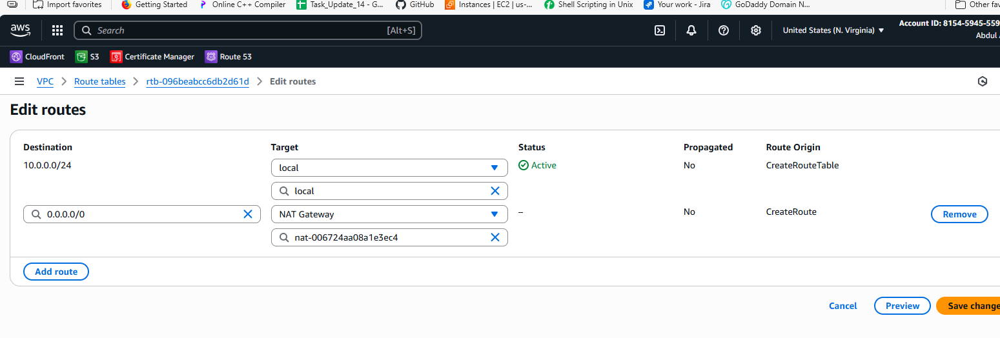 Import favorites Getting Started Online C++ Compiler Task_Update_14 - G... GitHub Instances | EC2 | us-... Shell Scripting in Unix Your work - Jira GoDaddy Domain N... Other fav
aws Search [Alt+S] United States (N. Virginia) Account ID: 8154-5945-559
Abdul A
CloudFront S3 Certificate Manager Route 53
VPC Route tables rtb-096beabcc6db2d61d Edit routes
Edit routes
Destination Target Status Propagated Route Origin
10.0.0.0/24 local Active No CreateRouteTable
local
0.0.0.0/0 NAT Gateway – No CreateRoute Remove
nat-006724aa08a1e3ec4
Add route
Cancel Preview Save change